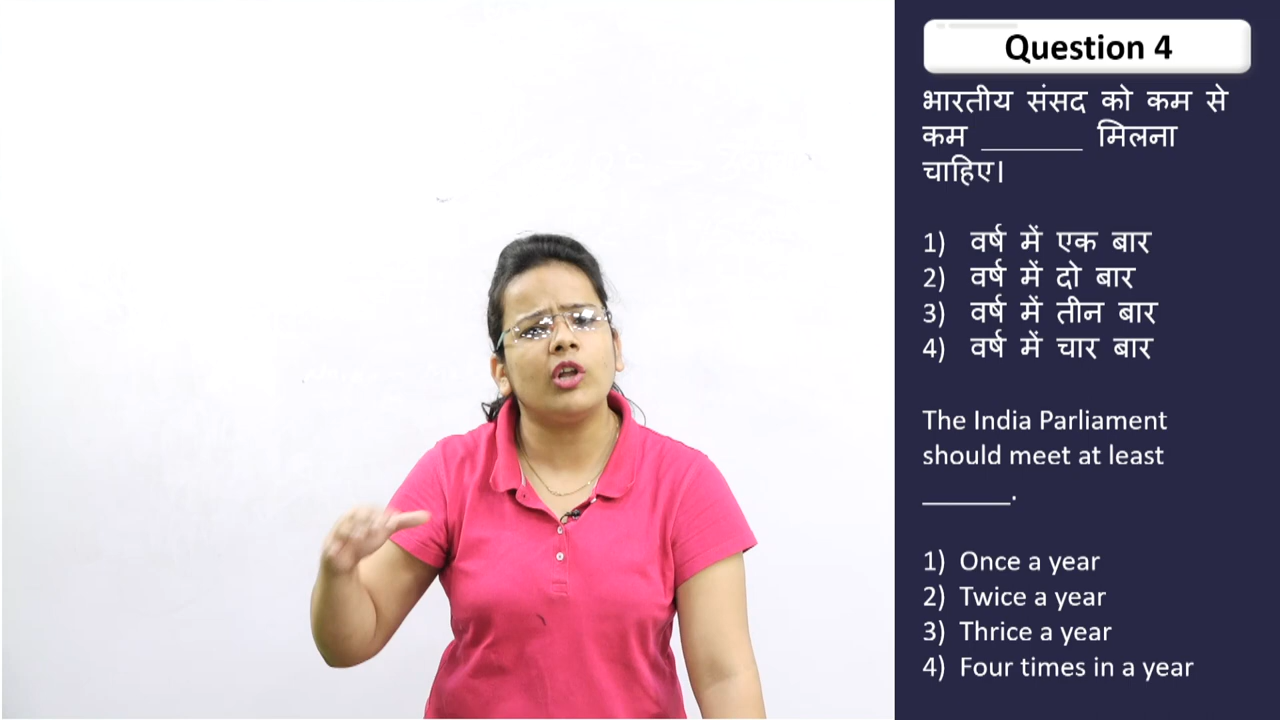 Question 4
भारतीय संसद को कम से
कम _______ मिलना
चाहिए।
1) वर्ष में एक बार
2) वर्ष में दो बार
3) वर्ष में तीन बार
4) वर्ष में चार बार
The India Parliament
should meet at least
______.
1) Once a year
2) Twice a year
3) Thrice a year
4) Four times in a year